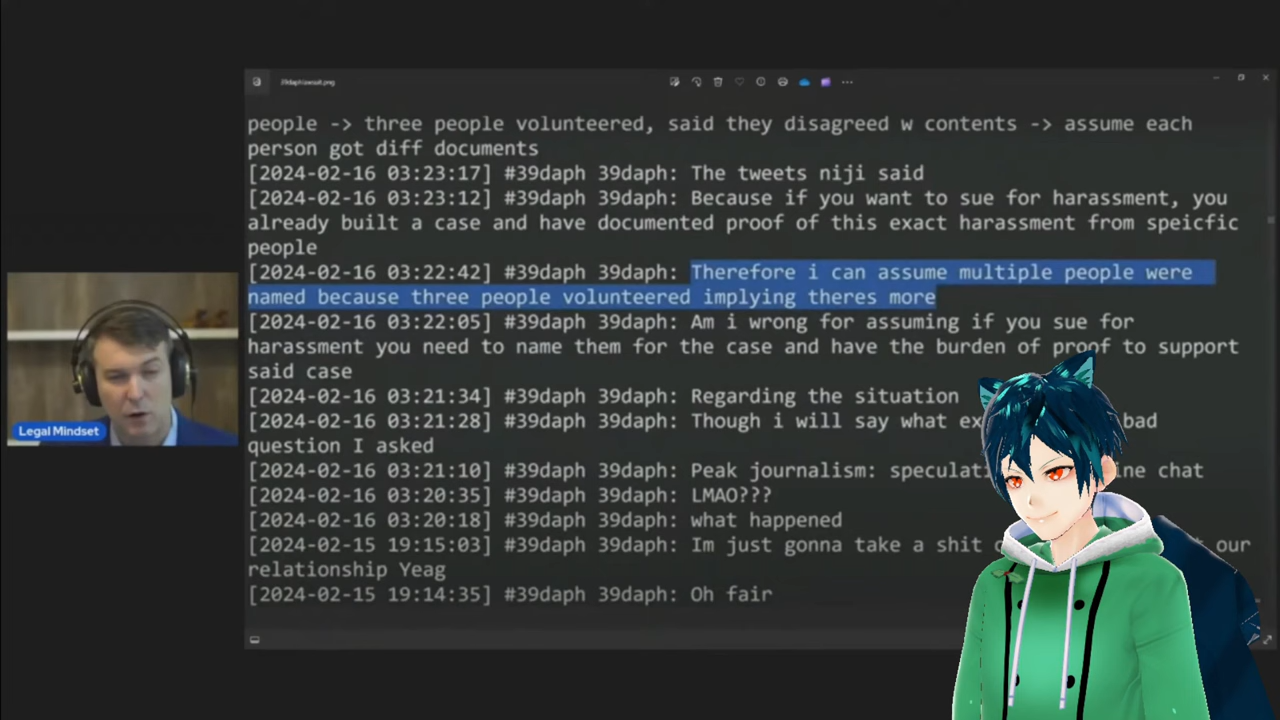 39daphlawsuit.png
people -> three people volunteered, said they disagreed w contents -> assume each
person got diff documents
[2024-02-16 03:23:17] #39daph 39daph: The tweets niji said
[2024-02-16 03:23:12] #39daph 39daph: Because if you want to sue for harassment, you
already built a case and have documented proof of this exact harassment from speicfic
people
[2024-02-16 03:22:42] #39daph 39daph: Therefore i can assume multiple people were
named because three people volunteered implying theres more
[2024-02-16 03:22:05] #39daph 39daph: Am i wrong for assuming if you sue for
harassment you need to name them for the case and have the burden of proof to support
said case
[2024-02-16 03:21:34] #39daph 39daph: Regarding the situation
[2024-02-16 03:21:28] #39daph 39daph: Though i will say what ex bad
question I asked
[2024-02-16 03:21:10] #39daph 39daph: Peak journalism: speculati ne chat
[2024-02-16 03:20:35] #39daph 39daph: LMAO???
[2024-02-16 03:20:18] #39daph 39daph: what happened
[2024-02-15 19:15:03] #39daph 39daph: Im just gonna take a shit our
relationship Yeag
[2024-02-15 19:14:35] #39daph 39daph: Oh fair
Legal Mindset